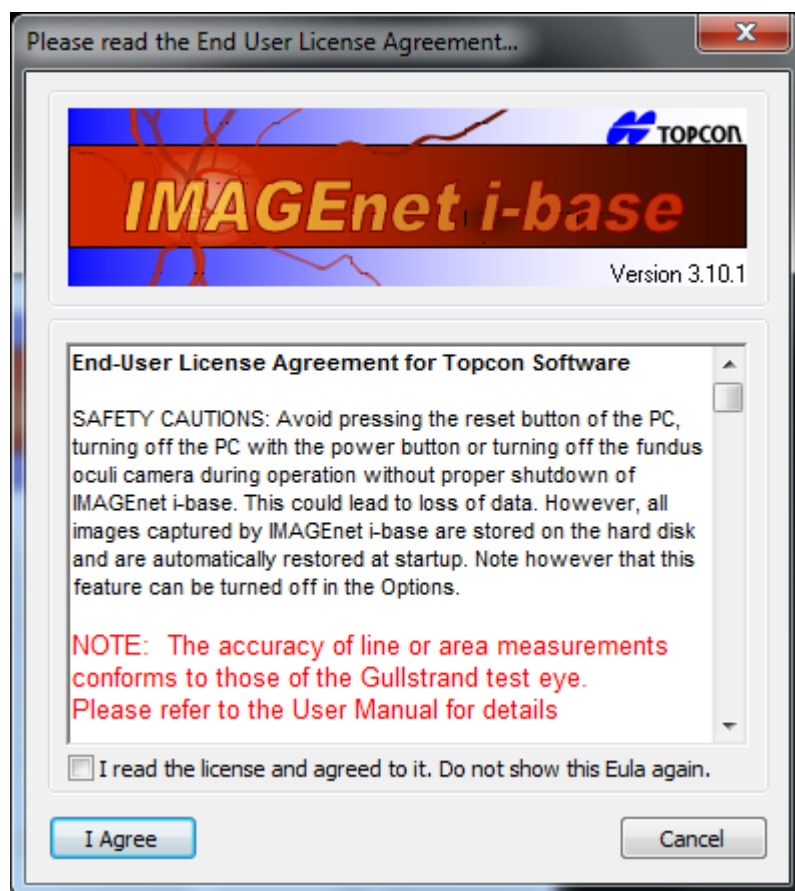 Please read the End User License Agreement...
TOPCON
IMAGEnet i-base
Version 3.10.1
End-User License Agreement for Topcon Software
SAFETY CAUTIONS: Avoid pressing the reset button of the PC,
turning off the PC with the power button or turning off the fundus
oculi camera during operation without proper shutdown of
IMAGEnet i-base. This could lead to loss of data. However, all
images captured by IMAGEnet i-base are stored on the hard disk
and are automatically restored at startup. Note however that this
feature can be turned off in the Options.
NOTE: The accuracy of line or area measurements
conforms to those of the Gullstrand test eye.
Please refer to the User Manual for details
I read the license and agreed to it. Do not show this Eula again.
I Agree
Cancel